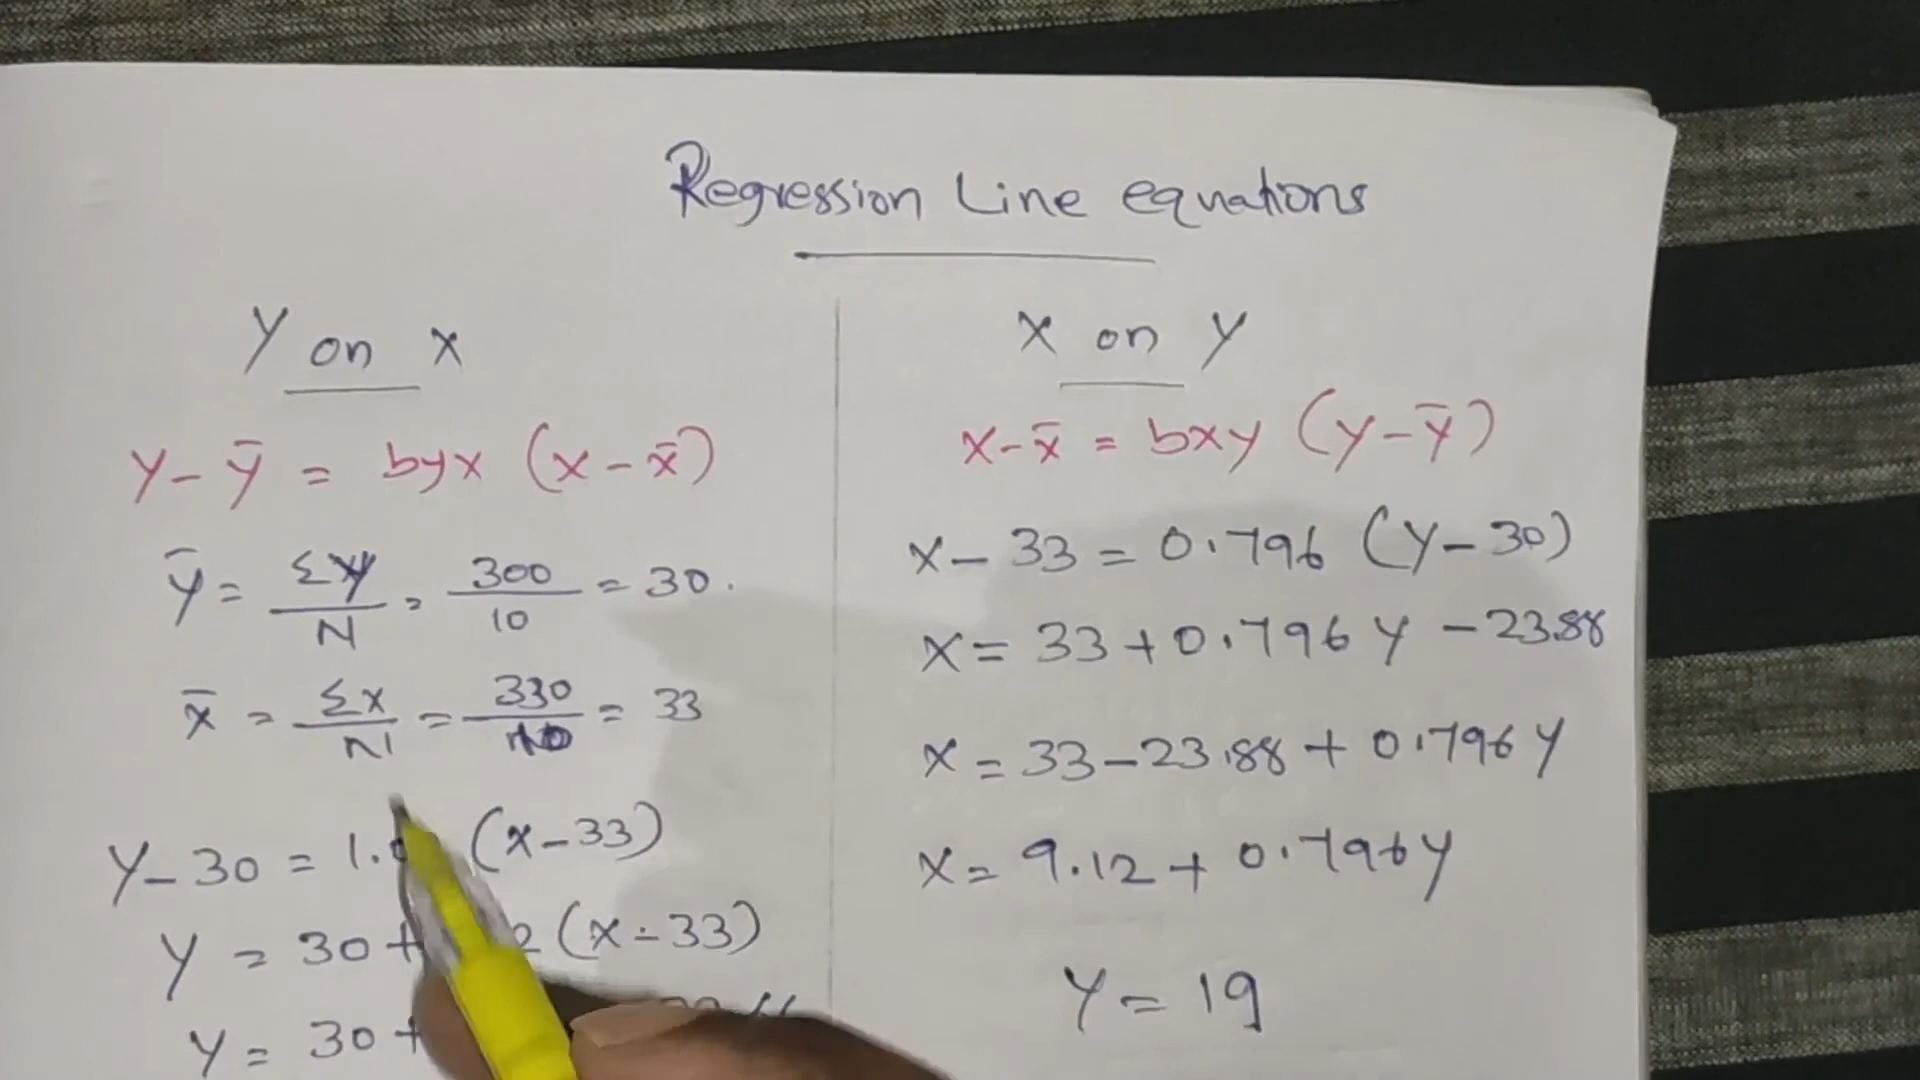 Regression Line equations
Y on x
y - ȳ = byx (x - x̄)
ȳ = Σy/N = 300/10 = 30.
x̄ = Σx/N = 330/10 = 33
y - 30 = 1. (x - 33)
y = 30 + 2 (x - 33)
y = 30 +
X on Y
x - x̄ = bxy (y - ȳ)
x - 33 = 0.796 (y - 30)
x = 33 + 0.796 y - 23.88
x = 33 - 23.88 + 0.796 y
x = 9.12 + 0.796 y
y = 19